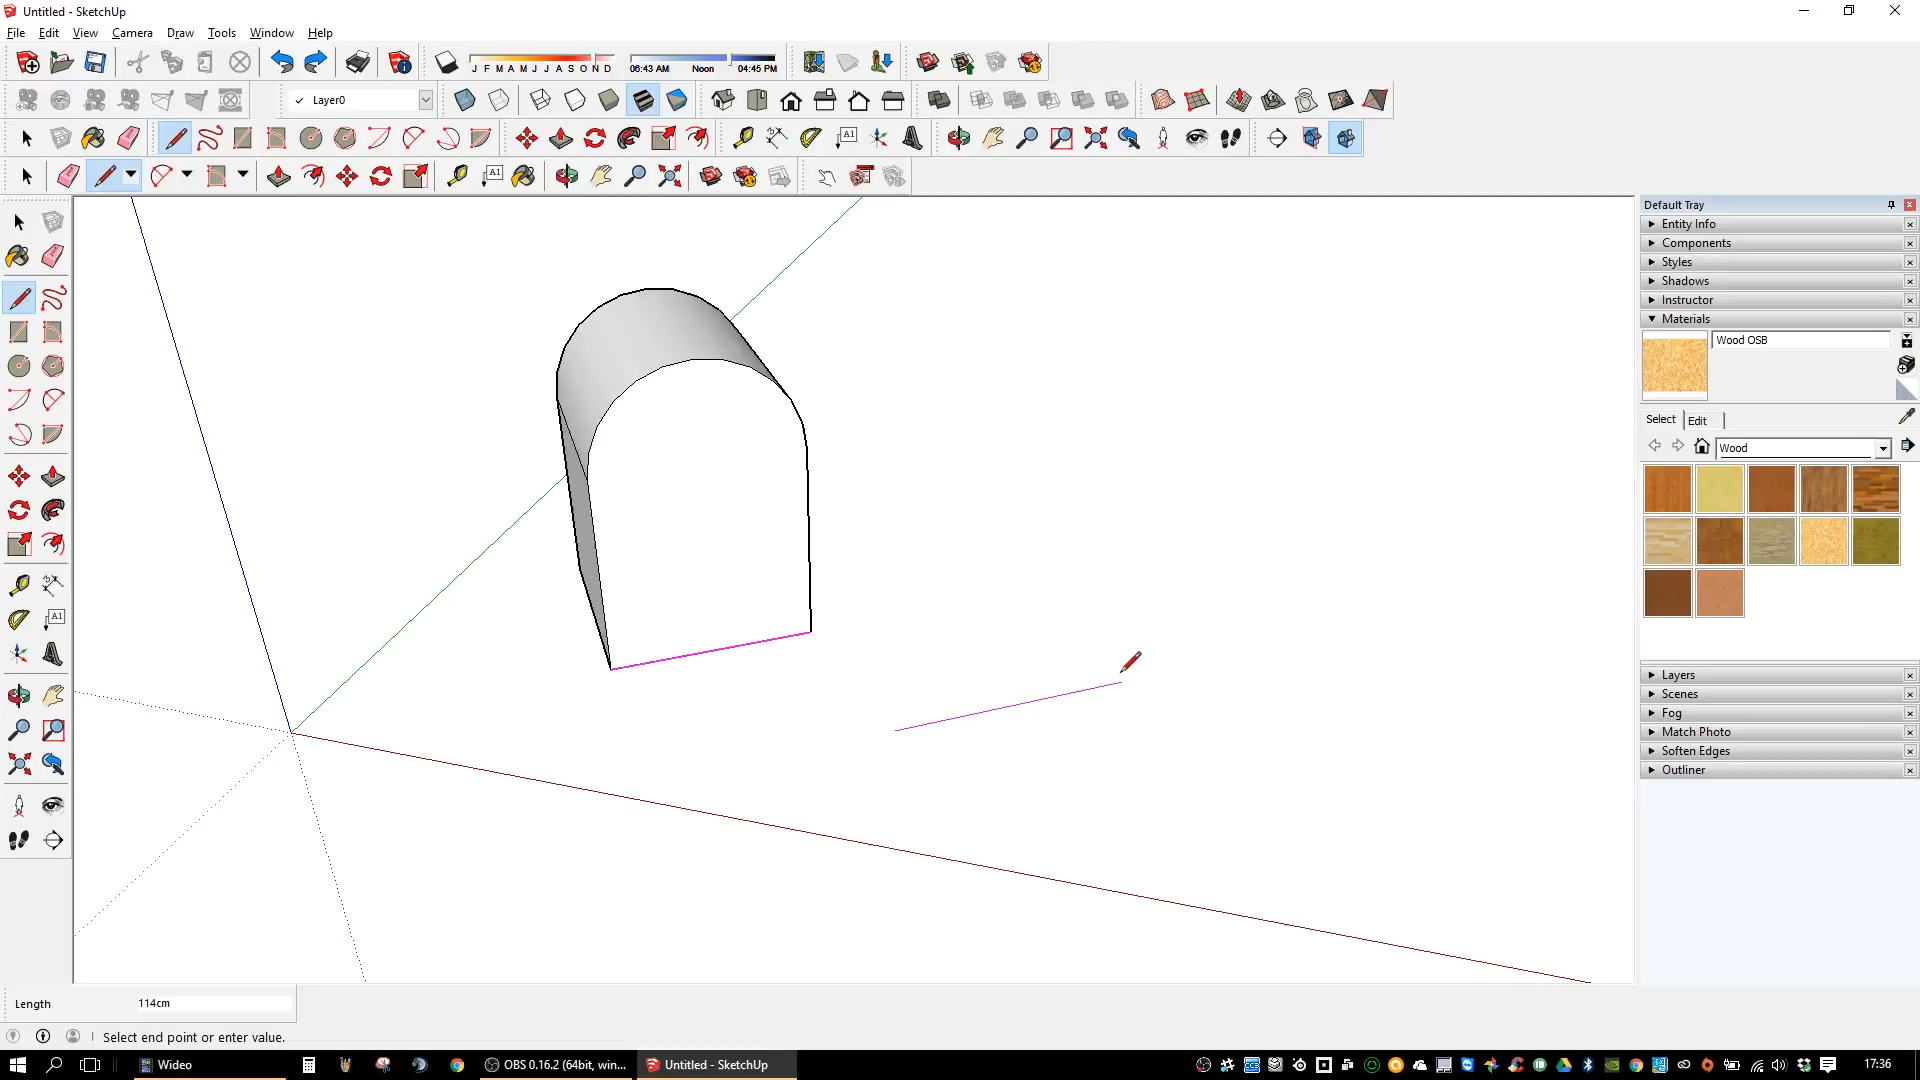 Untitled - SketchUp
File Edit View Camera Draw Tools Window Help
J F M A M J J A S O N D
06:43 AM Noon 04:45 PM
Layer0
A1
A1
Default Tray
Entity Info
Components
Styles
Shadows
Instructor
Materials
Wood OSB
Select Edit
Wood
A1
Layers
Scenes
Fog
Match Photo
Soften Edges
Outliner
Length 114cm
Select end point or enter value.
Wideo
OBS 0.16.2 (64bit, win...
Untitled - SketchUp
17:36